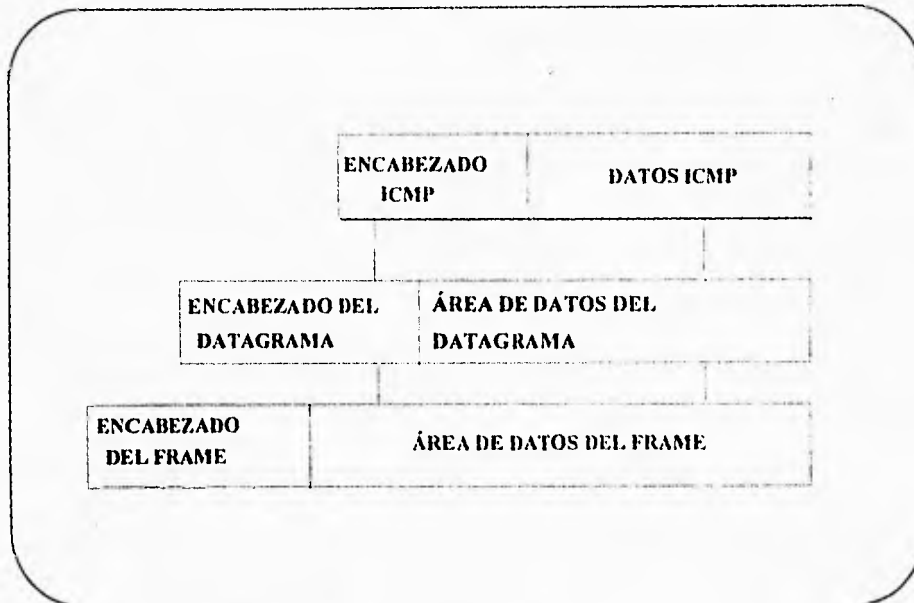 ENCABEZADO
ICMP
DATOS ICMP
ENCABEZADO DEL
DATAGRAMA
ÁREA DE DATOS DEL
DATAGRAMA
ENCABEZADO
DEL FRAME
ÁREA DE DATOS DEL FRAME